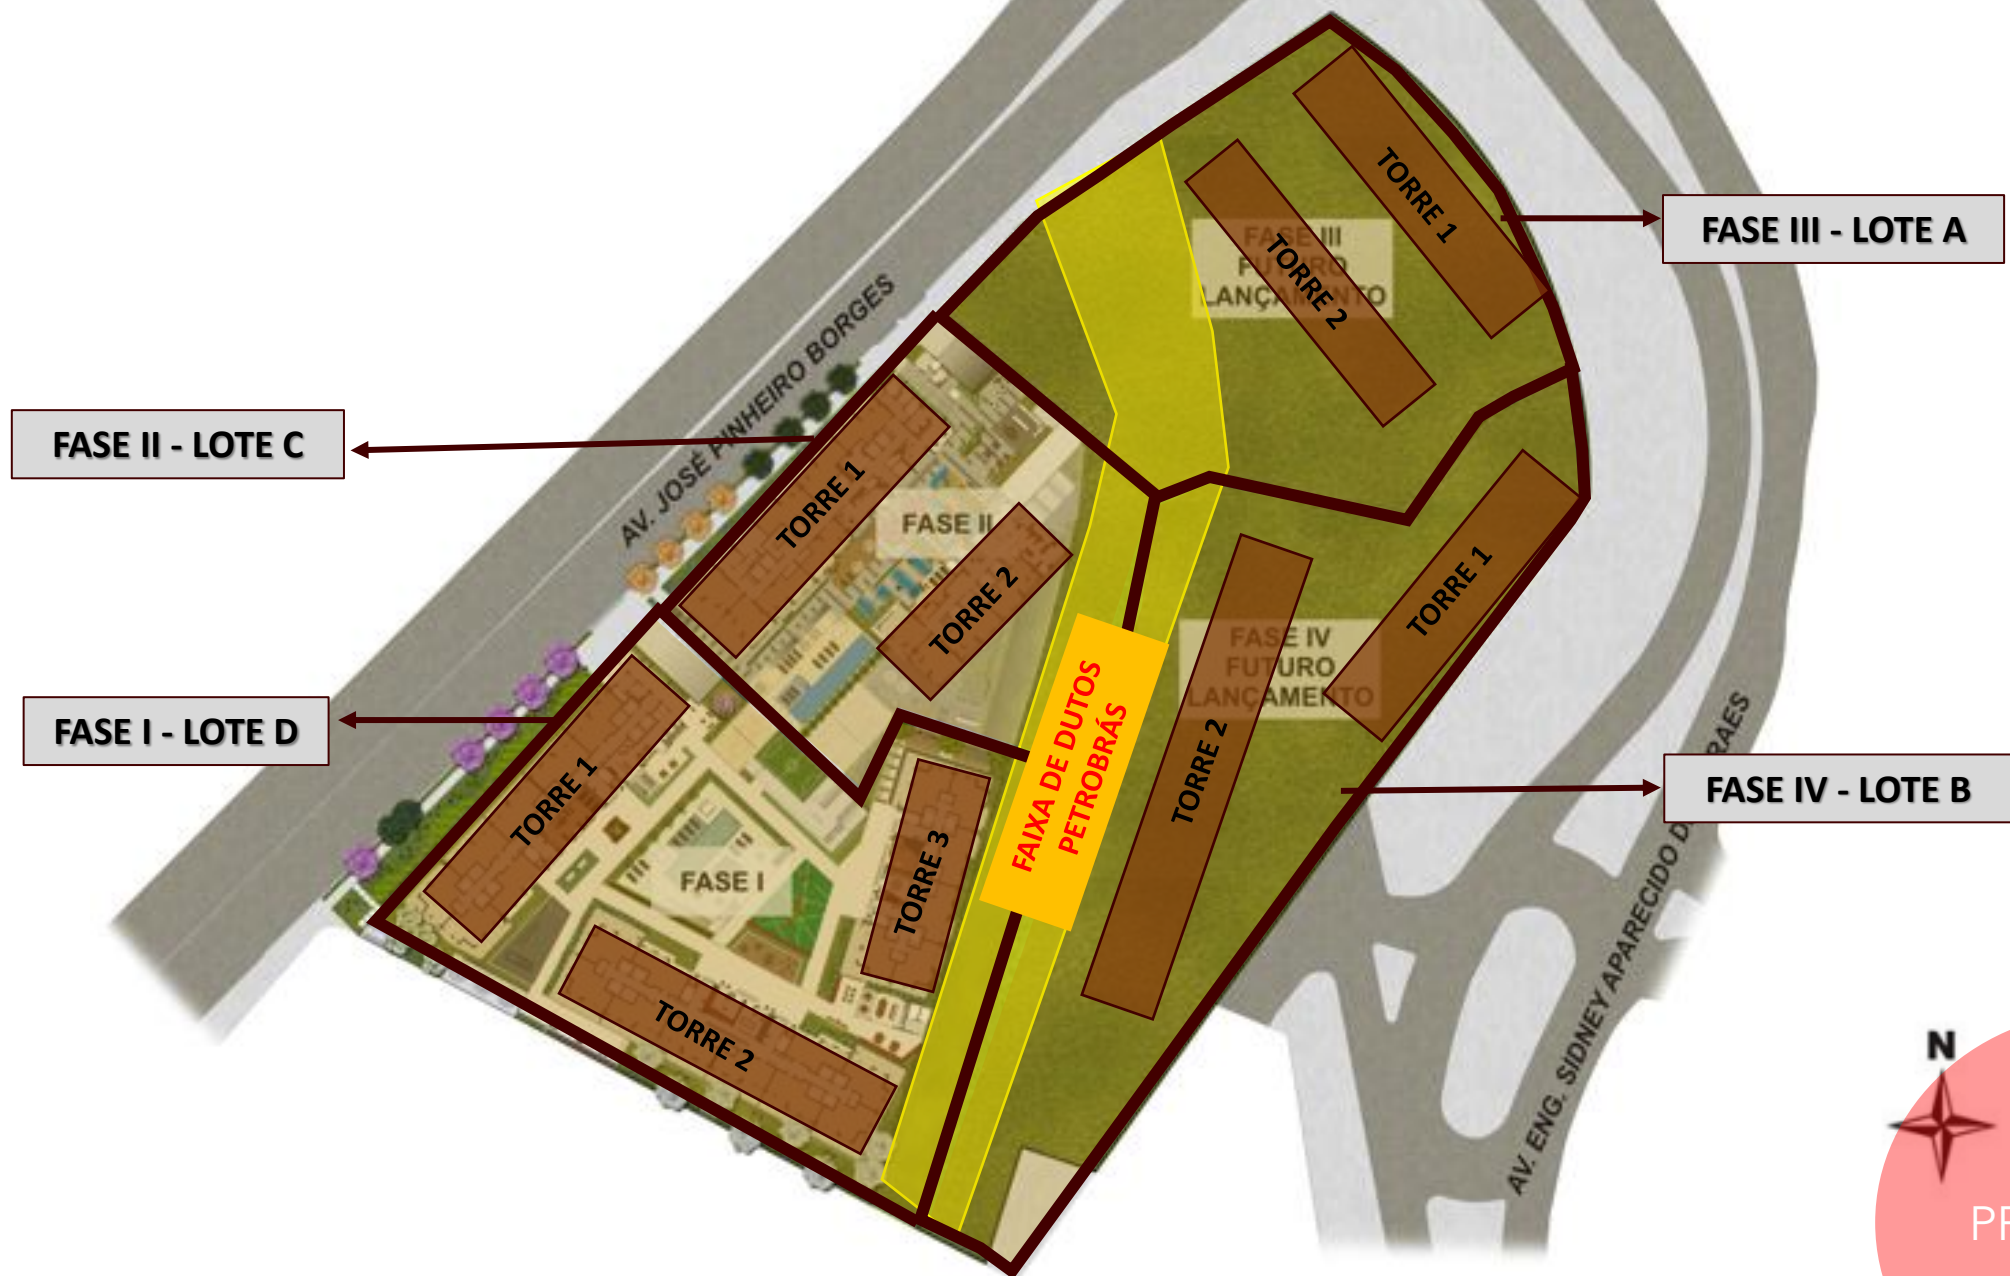 FASE III - LOTE A
TORRE 1
FASE III
FUTURO
LANÇAMENTO
TORRE 2
AV. JOSÉ PINHEIRO BORGES
FASE II - LOTE C
TORRE 1
FASE II
TORRE 2
TORRE 1
FASE IV
FUTURO
LANÇAMENTO
TORRE 2
FAIXA DE DUTOS
PETROBRÁS
FASE I - LOTE D
TORRE 1
FASE IV - LOTE B
TORRE 3
FASE I
TORRE 2
AV. ENG. SIDNEY APARECIDO RAES
N